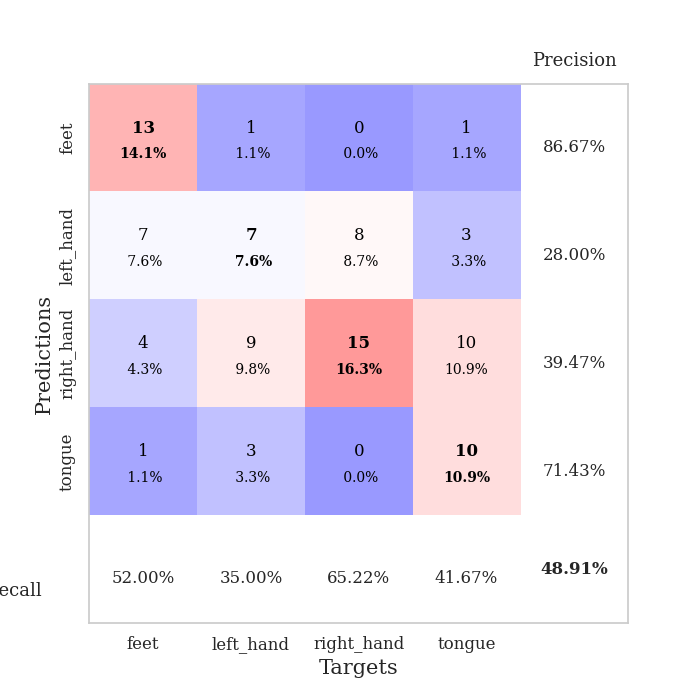 Precision
feet
13 1 0 1
14.1% 1.1% 0.0% 1.1%
86.67%
left_hand
7 7 8 3
7.6% 7.6% 8.7% 3.3%
28.00%
Predictions
right_hand
4 9 15 10
4.3% 9.8% 16.3% 10.9%
39.47%
tongue
1 3 0 10
1.1% 3.3% 0.0% 10.9%
71.43%
ecall
52.00% 35.00% 65.22% 41.67% 48.91%
feet left_hand right_hand tongue
Targets